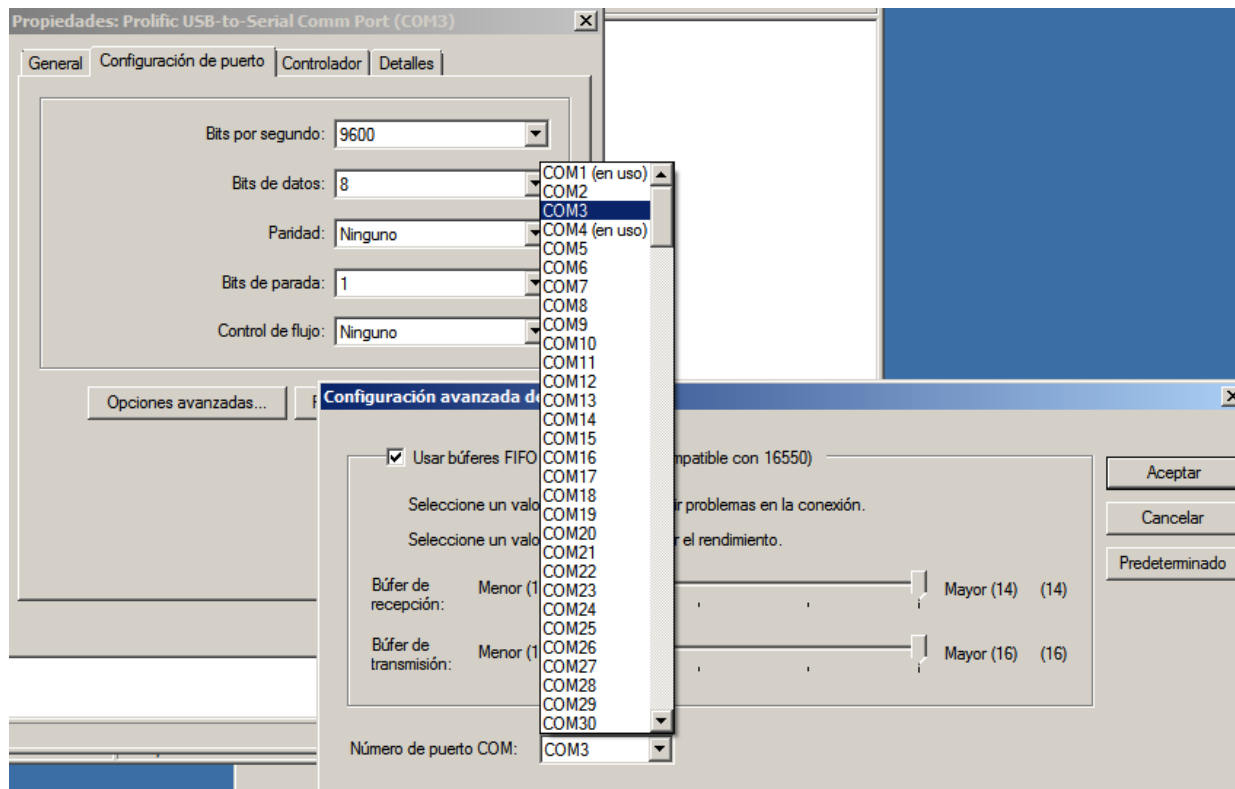 Propiedades: Prolific USB-to-Serial Comm Port (COM3)
General Configuración de puerto Controlador Detalles
Bits por segundo: 9600
Bits de datos: 8
Paridad: Ninguno
Bits de parada: 1
Control de flujo: Ninguno
Opciones avanzadas...
COM1 (en uso)
COM2
COM3
COM4 (en uso)
COM5
COM6
COM7
COM8
COM9
COM10
COM11
COM12
COM13
COM14
COM15
COM16
COM17
COM18
COM19
COM20
COM21
COM22
COM23
COM24
COM25
COM26
COM27
COM28
COM29
COM30
Configuración avanzada de
Usar búferes FIFO mpatible con 16550)
Seleccione un valo ir problemas en la conexión.
Seleccione un valo r el rendimiento.
Búfer de
recepción:
Menor (1 Mayor (14) (14)
Búfer de
transmisión:
Menor (1 Mayor (16) (16)
Número de puerto COM: COM3
Aceptar
Cancelar
Predeterminado